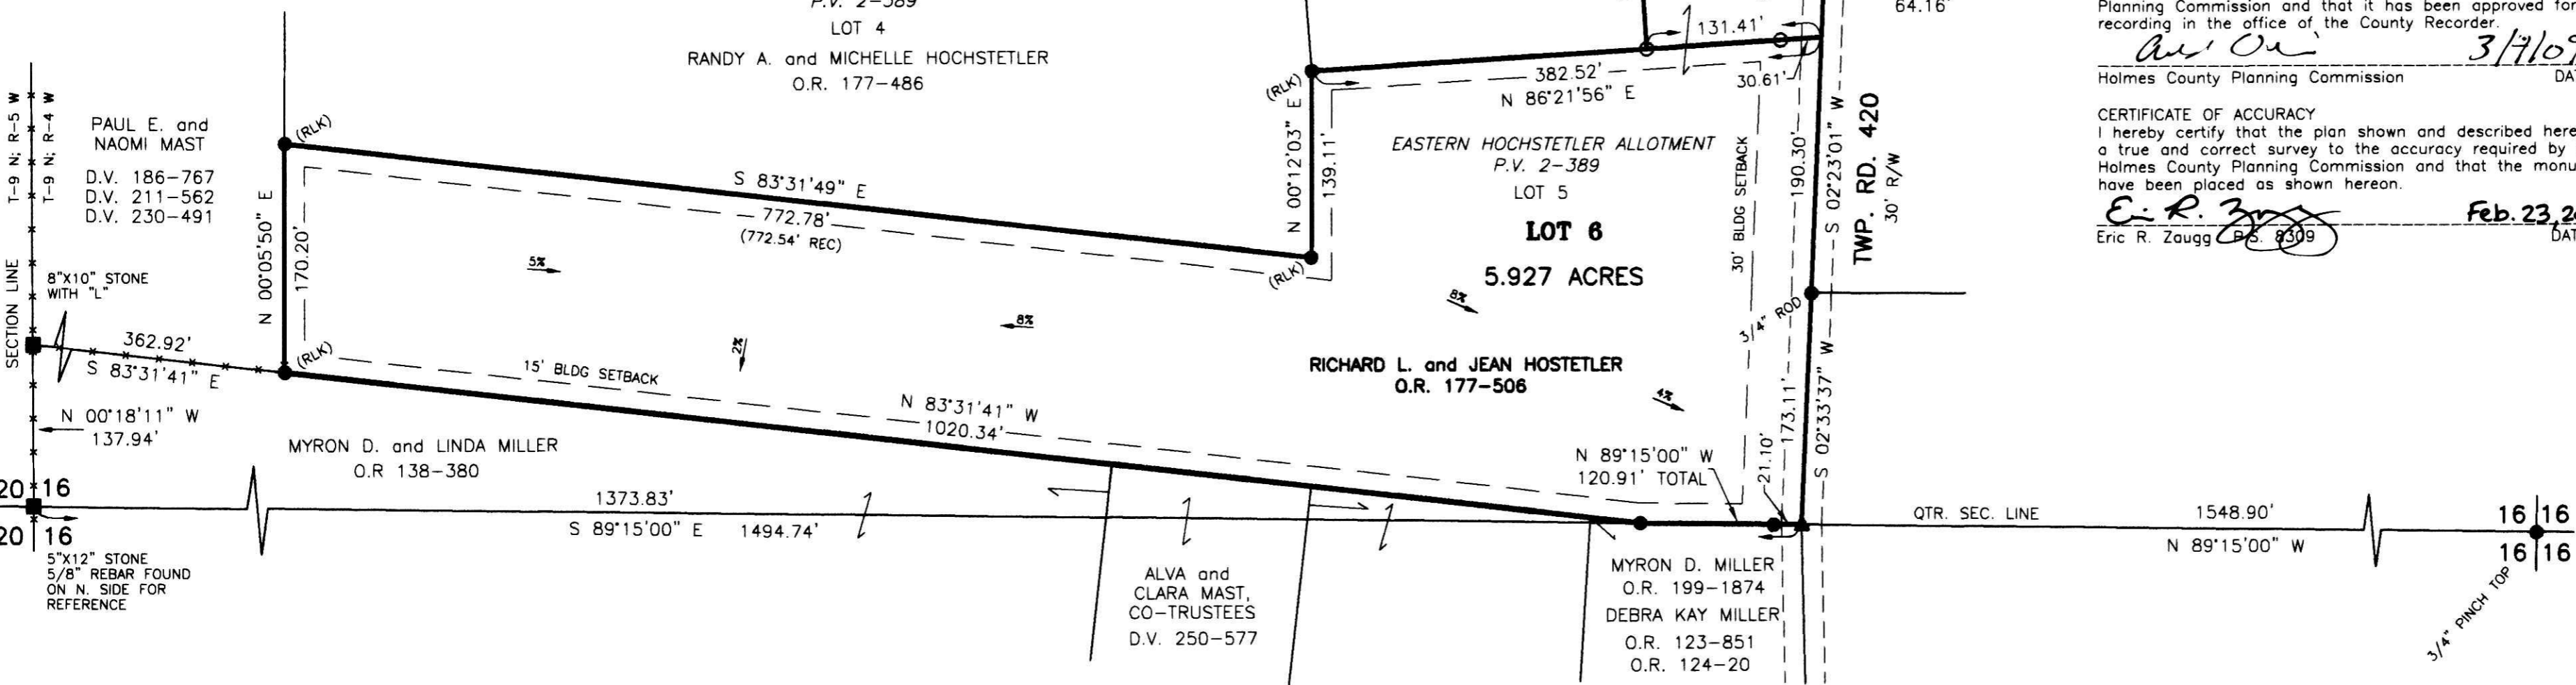 P.V. 2-389
LOT 4
RANDY A. and MICHELLE HOCHSTETLER
O.R. 177-486
64.16'
Planning Commission and that it has been approved for
recording in the office of the County Recorder.
Holmes County Planning Commission
CERTIFICATE OF ACCURACY
I hereby certify that the plan shown and described
a true and correct survey to the accuracy required by
Holmes County Planning Commission and that the
have been placed as shown hereon.
Feb. 23,
Eric R. Zaugg P.S. 8309
T-9 N; R-5 W
T-9 N; R-4 W
PAUL E. and
NAOMI MAST
D.V. 186-767
D.V. 211-562
D.V. 230-491
SECTION LINE
8"X10" STONE
WITH "L"
362.92'
S 83°31'41" E
N 00°18'11" W
137.94'
20 16
20 16
5"X12" STONE
5/8" REBAR FOUND
ON N. SIDE FOR
REFERENCE
(RLK)
N 00°05'50" E
170.20'
(RLK)
S 83°31'49" E
772.78'
(772.54' REC)
5%
2%
8%
15' BLDG SETBACK
N 83°31'41" W
1020.34'
MYRON D. and LINDA MILLER
O.R 138-380
1373.83'
S 89°15'00" E 1494.74'
(RLK)
N 00°12'03" E
139.11'
(RLK)
131.41'
382.52'
30.61'
N 86°21'56" E
EASTERN HOCHSTETLER ALLOTMENT
P.V. 2-389
LOT 5
LOT 6
5.927 ACRES
8%
RICHARD L. and JEAN HOSTETLER
O.R. 177-506
4%
30' BLDG SETBACK
190.30'
S 02°23'01" W
TWP. RD. 420
30' R/W
3/4" ROD
173.11'
S 02°33'37" W
21.10'
N 89°15'00" W
120.91' TOTAL
ALVA and
CLARA MAST,
CO-TRUSTEES
D.V. 250-577
MYRON D. MILLER
O.R. 199-1874
DEBRA KAY MILLER
O.R. 123-851
O.R. 124-20
QTR. SEC. LINE
1548.90'
N 89°15'00" W
16 16
16 16
3/4" PINCH TOP